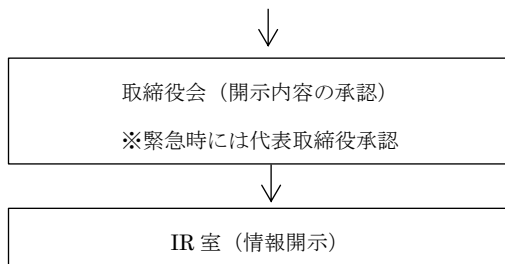 取締役会（開示内容の承認）
※緊急時には代表取締役承認
IR 室（情報開示）